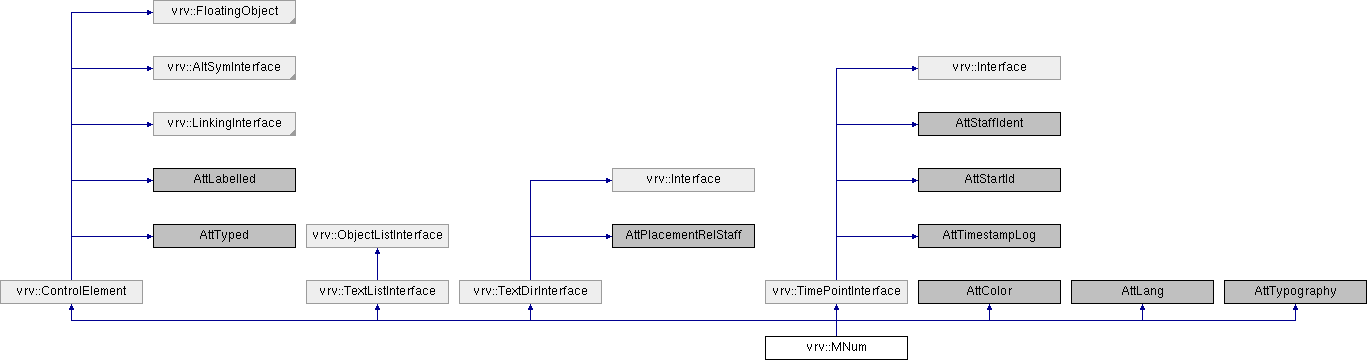 vrv::FloatingObject
vrv::AltSymInterface
vrv::Interface
vrv::LinkingInterface
AttStaffIdent
AttLabelled
vrv::Interface
AttStartId
AttTyped
vrv::ObjectListInterface
AttPlacementRelStaff
AttTimestampLog
vrv::ControlElement
vrv::TextListInterface
vrv::TextDirInterface
vrv::TimePointInterface
AttColor
AttLang
AttTypography
vrv::MNum